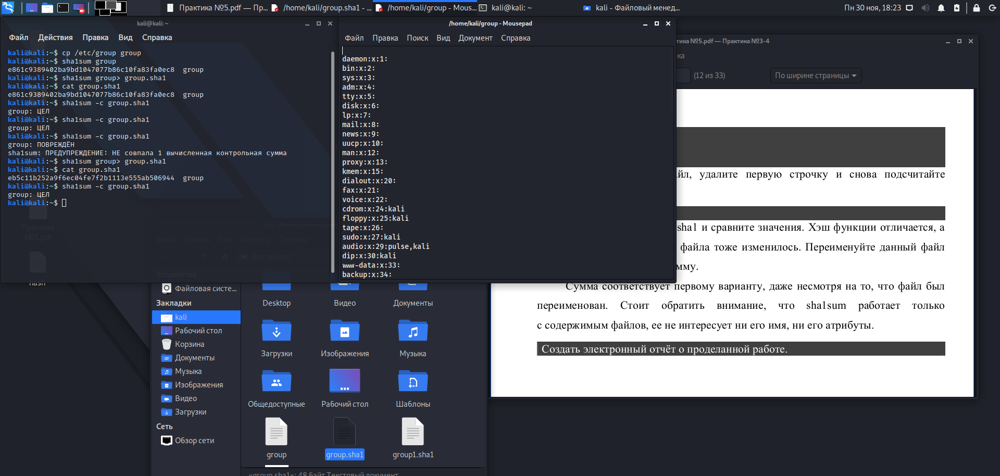 Практика №5.pdf — Пр...
/home/kali/group.sha1 - ...
/home/kali/group - Mous...
kali@kali: ~
kali - Файловый менед...
Пн 30 ноя, 18:23
kali@kali: ~
Файл Действия Правка Вид Справка
kali@kali:~$ cp /etc/group group
kali@kali:~$ sha1sum group
e861c9389402ba9bd1047077b86c10fa83fa0ec8  group
kali@kali:~$ sha1sum group> group.sha1
kali@kali:~$ cat group.sha1
e861c9389402ba9bd1047077b86c10fa83fa0ec8  group
kali@kali:~$ sha1sum -c group.sha1
group: ЦЕЛ
kali@kali:~$ sha1sum -c group.sha1
group: ЦЕЛ
kali@kali:~$ sha1sum -c group.sha1
group: ПОВРЕЖДЁН
sha1sum: ПРЕДУПРЕЖДЕНИЕ: НЕ совпала 1 вычисленная контрольная сумма
kali@kali:~$ sha1sum group> group.sha1
kali@kali:~$ cat group.sha1
eb5c11b252a9f6ec04fe7f2b1113e555ab506944  group
kali@kali:~$ sha1sum -c group.sha1
group: ЦЕЛ
kali@kali:~$
Практика
№5.pdf
hash
/home/kali/group - Mousepad
Файл Правка Поиск Вид Документ Справка
daemon:x:1:
bin:x:2:
sys:x:3:
adm:x:4:
tty:x:5:
disk:x:6:
lp:x:7:
mail:x:8:
news:x:9:
uucp:x:10:
man:x:12:
proxy:x:13:
kmem:x:15:
dialout:x:20:
fax:x:21:
voice:x:22:
cdrom:x:24:kali
floppy:x:25:kali
tape:x:26:
sudo:x:27:kali
audio:x:29:pulse,kali
dip:x:30:kali
www-data:x:33:
backup:x:34:
тика №5.pdf — Практика №3-4
ка
(12 из 33)
По ширине страницы
йл, удалите первую строчку и снова подсчитайте
sha1 и сравните значения. Хэш функции отличается, а
файла тоже изменилось. Переименуйте данный файл
мму.
Сумма соответствует первому варианту, даже несмотря на то, что файл был
переименован. Стоит обратить внимание, что sha1sum работает только
с содержимым файлов, ее не интересует ни его имя, ни его атрибуты.
Создать электронный отчёт о проделанной работе.
Файл Правка Вид Переход Справка
/home/kali/
Устройства
Файловая систе...
Закладки
kali
Рабочий стол
Корзина
Документы
Музыка
Изображения
Видео
Загрузки
Сеть
Обзор сети
Desktop
Видео
Документы
Загрузки
Изображения
Музыка
Общедоступные
Рабочий стол
Шаблоны
group
group.sha1
group1.sha1
«group.sha1»: 48 байт Текстовый документ